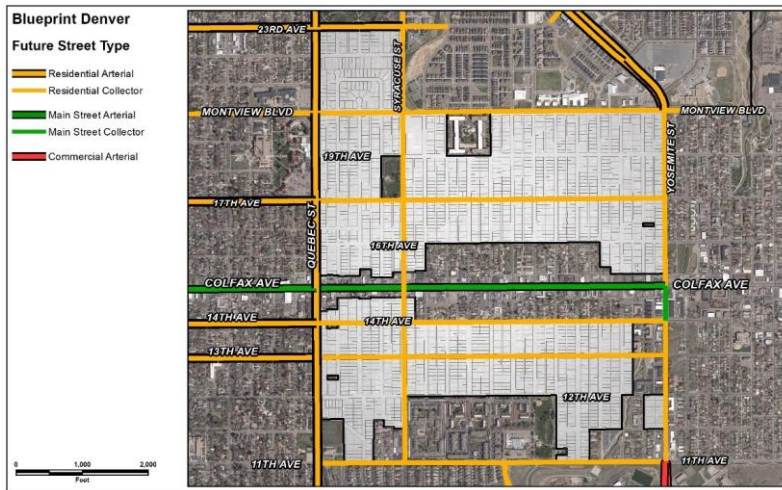 Blueprint Denver
Future Street Type
Residential Arterial
Residential Collector
Main Street Arterial
Main Street Collector
Commercial Arterial
23RD AVE
SYRACUSE ST
MONTVIEW BLVD
MONTVIEW BLVD
19TH AVE
YOSEMITE ST
17TH AVE
QUEBEC ST
16TH AVE
COLFAX AVE
COLFAX AVE
14TH AVE
14TH AVE
13TH AVE
12TH AVE
11TH AVE
11TH AVE
0 1,000 2,000
Feet